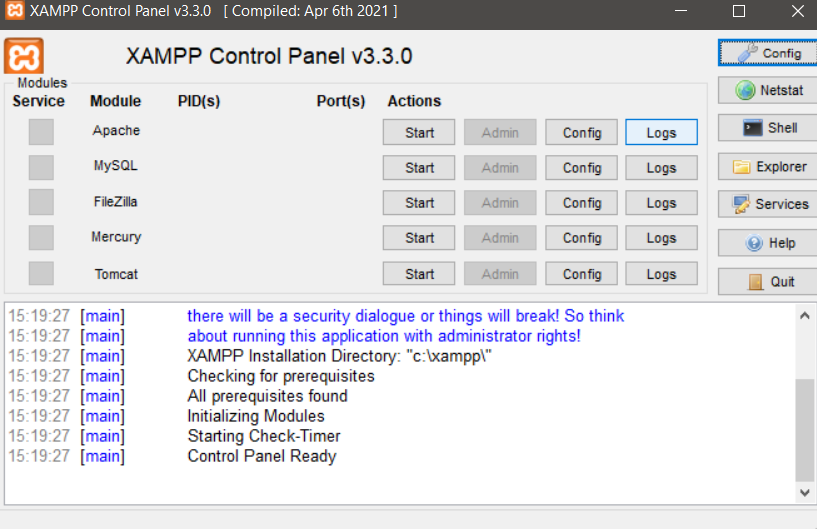 XAMPP Control Panel v3.3.0 [ Compiled: Apr 6th 2021 ]
XAMPP Control Panel v3.3.0
Config
Modules
Service Module PID(s) Port(s) Actions
Netstat
Apache Start Admin Config Logs
Shell
MySQL Start Admin Config Logs
Explorer
FileZilla Start Admin Config Logs
Services
Mercury Start Admin Config Logs
Help
Tomcat Start Admin Config Logs
Quit
15:19:27 [main] there will be a security dialogue or things will break! So think
15:19:27 [main] about running this application with administrator rights!
15:19:27 [main] XAMPP Installation Directory: "c:\xampp\"
15:19:27 [main] Checking for prerequisites
15:19:27 [main] All prerequisites found
15:19:27 [main] Initializing Modules
15:19:27 [main] Starting Check-Timer
15:19:27 [main] Control Panel Ready